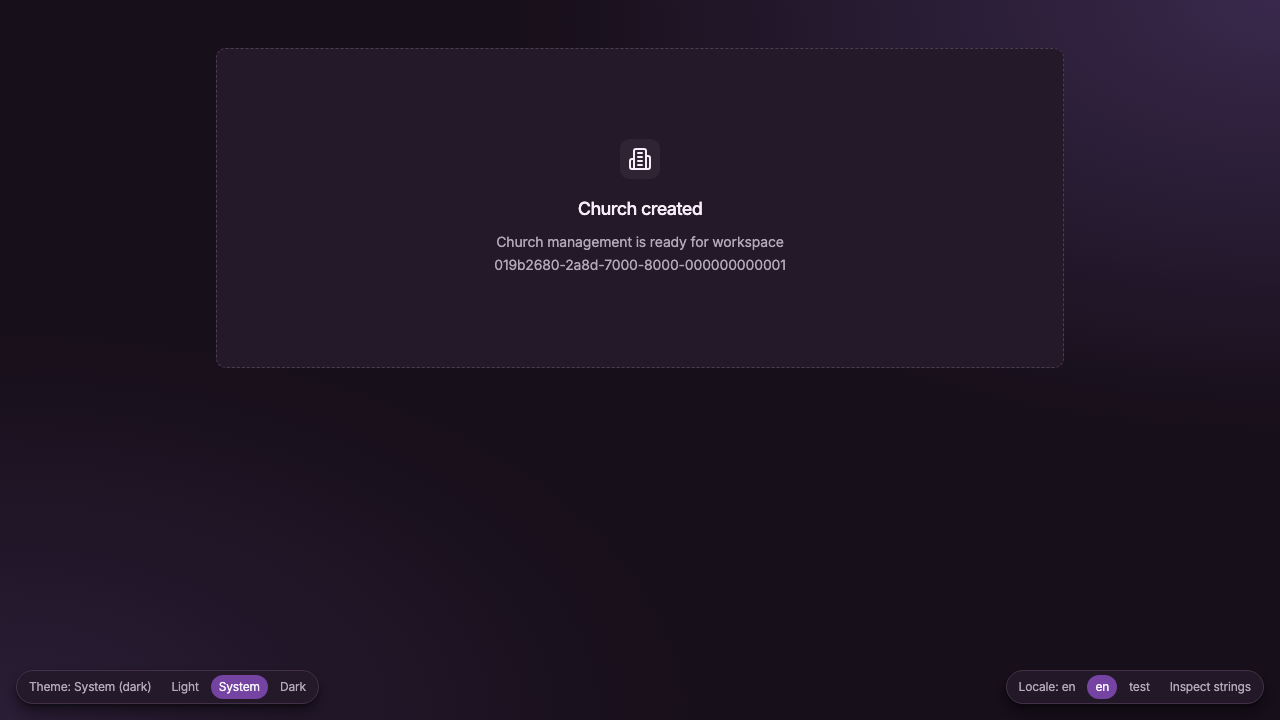 Church created
Church management is ready for workspace
019b2680-2a8d-7000-8000-000000000001
Theme: System (dark) Light System Dark
Locale: en en test Inspect strings